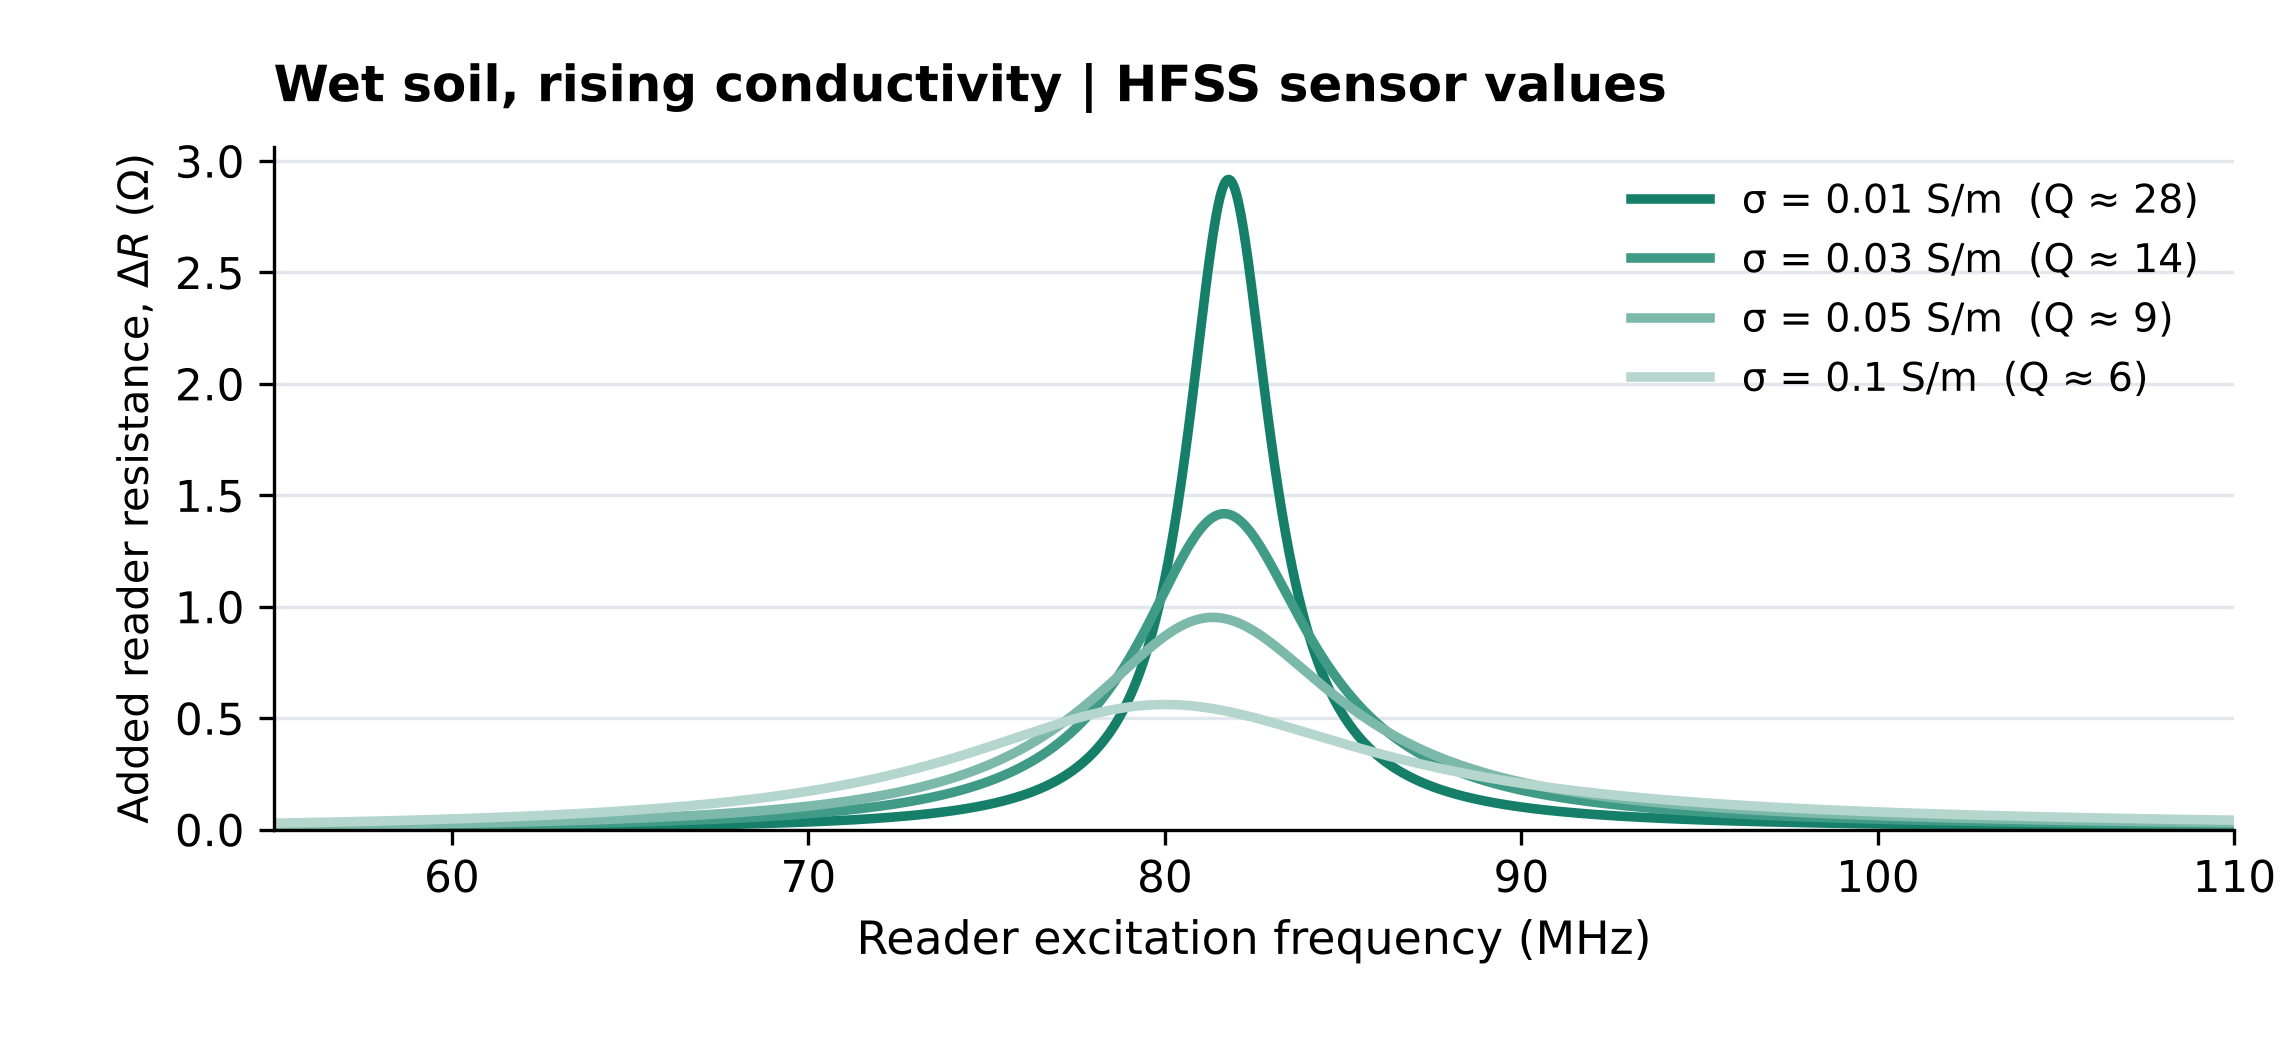 Wet soil, rising conductivity | HFSS sensor values
Added reader resistance, ΔR (Ω)
3.0
2.5
2.0
1.5
1.0
0.5
0.0
σ = 0.01 S/m (Q ≈ 28)
σ = 0.03 S/m (Q ≈ 14)
σ = 0.05 S/m (Q ≈ 9)
σ = 0.1 S/m (Q ≈ 6)
60 70 80 90 100 110
Reader excitation frequency (MHz)